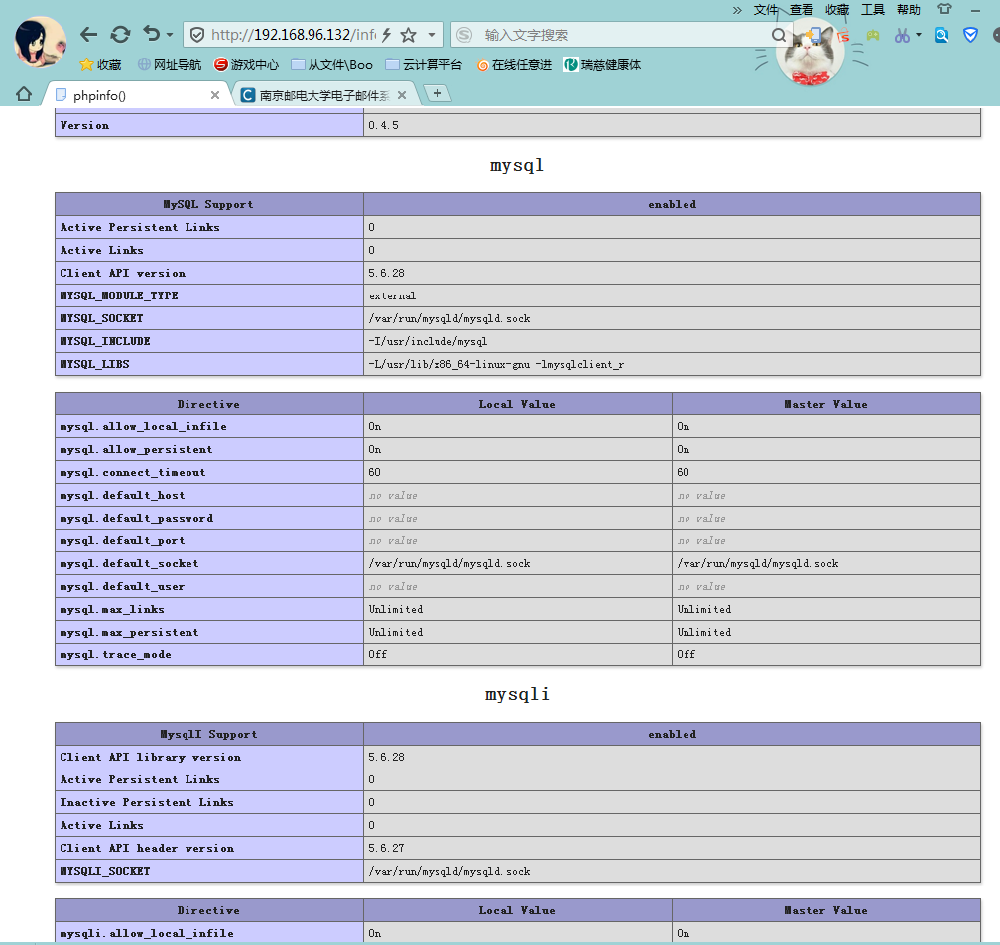 » 文件 查看 收藏 工具 帮助
http://192.168.96.132/inf 输入文字搜索
收藏 网址导航 游戏中心 从文件\Boo 云计算平台 在线任意进 瑞慈健康体
phpinfo() 南京邮电大学电子邮件系
Version 0.4.5
mysql
MySQL Support enabled
Active Persistent Links 0
Active Links 0
Client API version 5.6.28
MYSQL_MODULE_TYPE external
MYSQL_SOCKET /var/run/mysqld/mysqld.sock
MYSQL_INCLUDE -I/usr/include/mysql
MYSQL_LIBS -L/usr/lib/x86_64-linux-gnu -lmysqlclient_r
Directive Local Value Master Value
mysql.allow_local_infile On On
mysql.allow_persistent On On
mysql.connect_timeout 60 60
mysql.default_host no value no value
mysql.default_password no value no value
mysql.default_port no value no value
mysql.default_socket /var/run/mysqld/mysqld.sock /var/run/mysqld/mysqld.sock
mysql.default_user no value no value
mysql.max_links Unlimited Unlimited
mysql.max_persistent Unlimited Unlimited
mysql.trace_mode Off Off
mysqli
MysqlI Support enabled
Client API library version 5.6.28
Active Persistent Links 0
Inactive Persistent Links 0
Active Links 0
Client API header version 5.6.27
MYSQLI_SOCKET /var/run/mysqld/mysqld.sock
Directive Local Value Master Value
mysqli.allow_local_infile On On